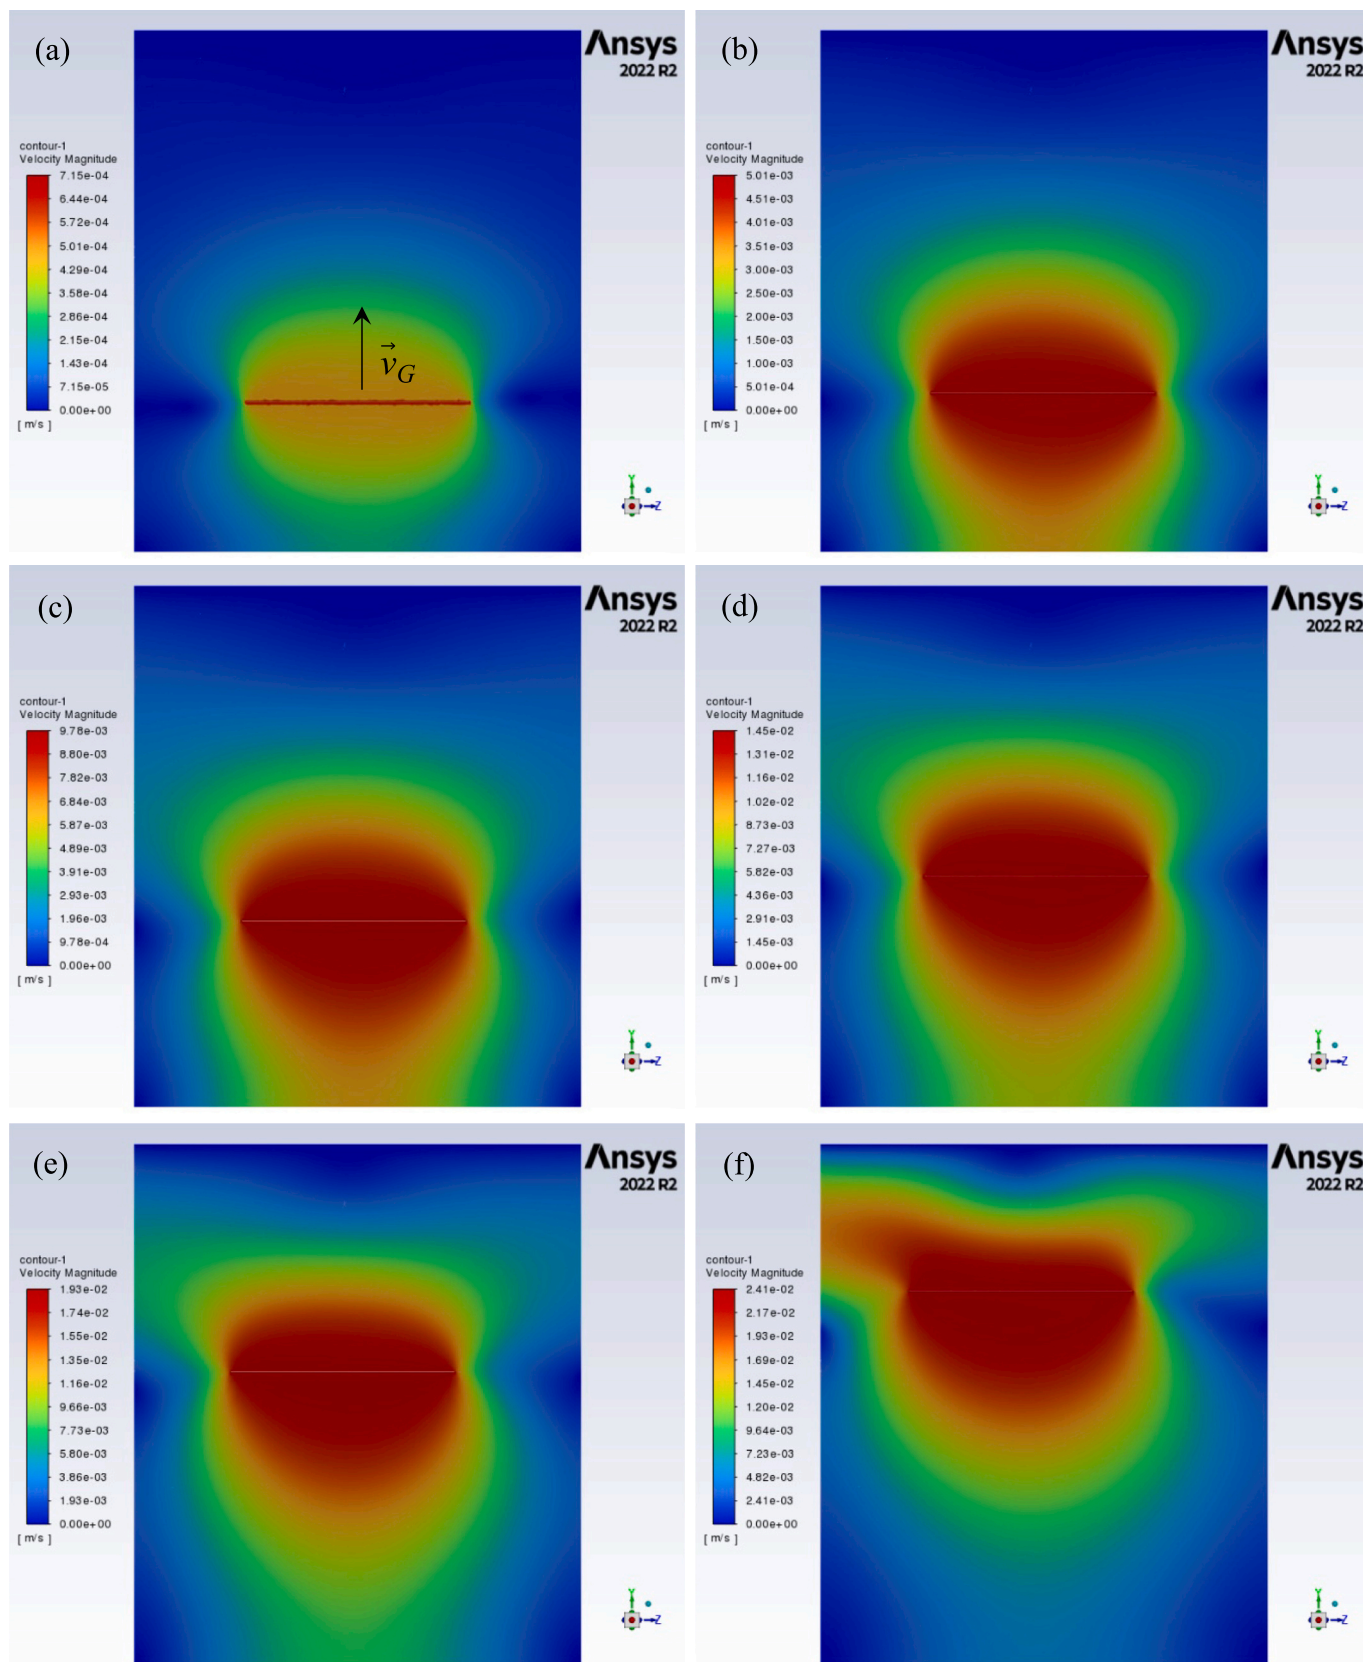 (a)
Ansys
2022 R2
contour-1
Velocity Magnitude
7.15e-04
6.44e-04
5.72e-04
5.01e-04
4.29e-04
3.58e-04
2.86e-04
2.15e-04
1.43e-04
7.15e-05
0.00e+00
[ m/s ]
v⃗G
Y
Z
(b)
Ansys
2022 R2
contour-1
Velocity Magnitude
5.01e-03
4.51e-03
4.01e-03
3.51e-03
3.00e-03
2.50e-03
2.00e-03
1.50e-03
1.00e-03
5.01e-04
0.00e+00
[ m/s ]
Y
Z
(c)
Ansys
2022 R2
contour-1
Velocity Magnitude
9.78e-03
8.80e-03
7.82e-03
6.84e-03
5.87e-03
4.89e-03
3.91e-03
2.93e-03
1.96e-03
9.78e-04
0.00e+00
[ m/s ]
Y
Z
(d)
Ansys
2022 R2
contour-1
Velocity Magnitude
1.45e-02
1.31e-02
1.16e-02
1.02e-02
8.73e-03
7.27e-03
5.82e-03
4.36e-03
2.91e-03
1.45e-03
0.00e+00
[ m/s ]
Y
Z
(e)
Ansys
2022 R2
contour-1
Velocity Magnitude
1.93e-02
1.74e-02
1.55e-02
1.35e-02
1.16e-02
9.66e-03
7.73e-03
5.80e-03
3.86e-03
1.93e-03
0.00e+00
[ m/s ]
Y
Z
(f)
Ansys
2022 R2
contour-1
Velocity Magnitude
2.41e-02
2.17e-02
1.93e-02
1.69e-02
1.45e-02
1.20e-02
9.64e-03
7.23e-03
4.82e-03
2.41e-03
0.00e+00
[ m/s ]
Y
Z